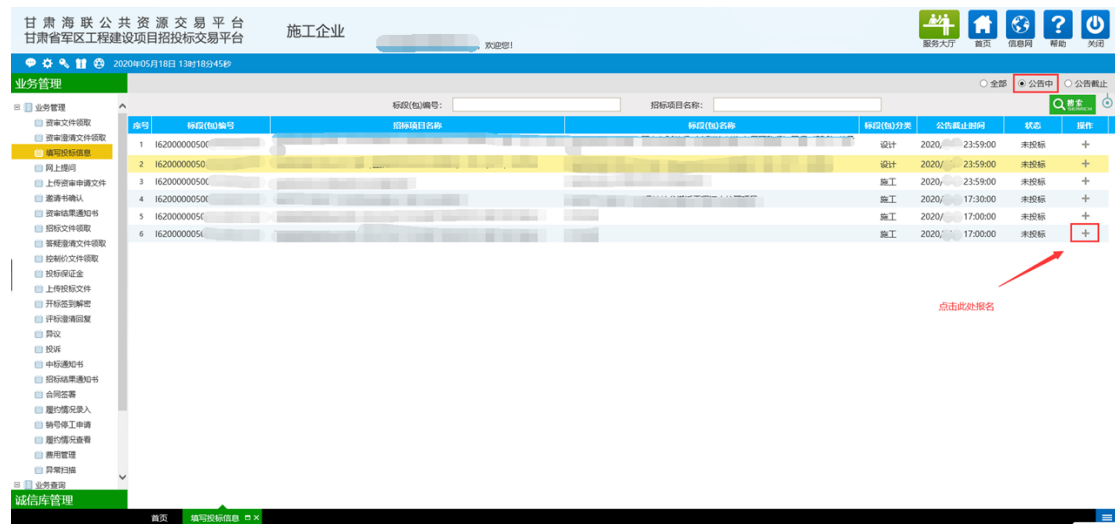 甘肃海联公共资源交易平台
甘肃省军区工程建设项目招投标交易平台
施工企业
欢迎您!
服务大厅 首页 信息网 帮助 关闭
2020年05月18日 13时18分45秒
业务管理
全部 公告中 公告截止
业务管理
标段(包)编号: 招标项目名称: 搜索
SEARCH
序号 标段(包)编号 招标项目名称 标段(包)名称 标段(包)分类 公告截止时间 状态 操作
1 I6200000050 设计 2020/ 23:59:00 未投标
2 I6200000050 设计 2020/ 23:59:00 未投标
3 I6200000050 施工 2020/ 23:59:00 未投标
4 I6200000050 施工 2020/ 17:30:00 未投标
5 I620000005 施工 2020/ 17:00:00 未投标
6 I620000005 施工 2020/ 17:00:00 未投标
点击此处报名
资审文件领取
资审澄清文件领取
填写投标信息
网上提问
上传资审申请文件
邀请书确认
资审结果通知书
招标文件领取
答疑澄清文件领取
控制价文件领取
投标保证金
上传投标文件
开标签到解密
评标澄清回复
异议
投诉
中标通知书
招标结果通知书
合同签署
履约情况录入
销号停工申请
履约情况查看
费用管理
异常扫描
业务查询
诚信库管理
首页 填写投标信息